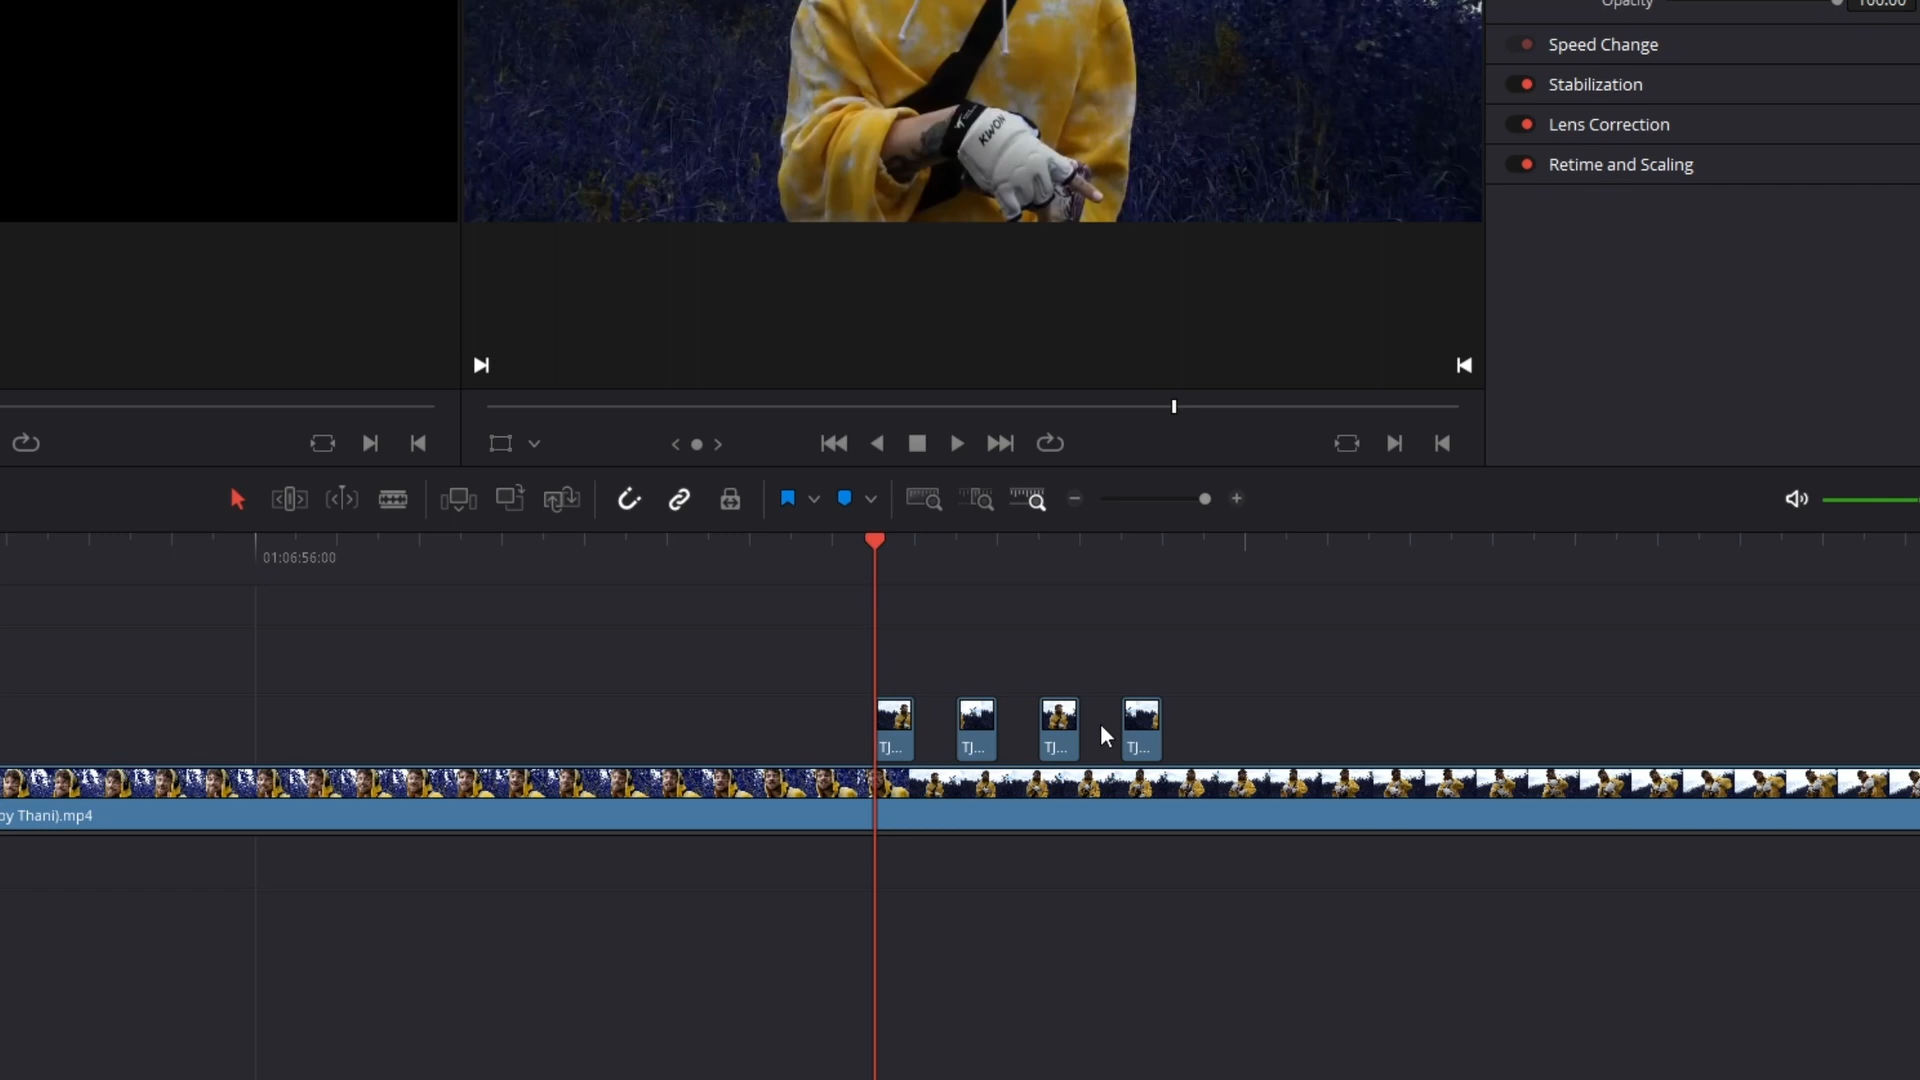 Opacity
100.00
Speed Change
Stabilization
Lens Correction
Retime and Scaling
KWON
01:06:56:00
TJ...
TJ...
TJ...
TJ...
by Thani).mp4